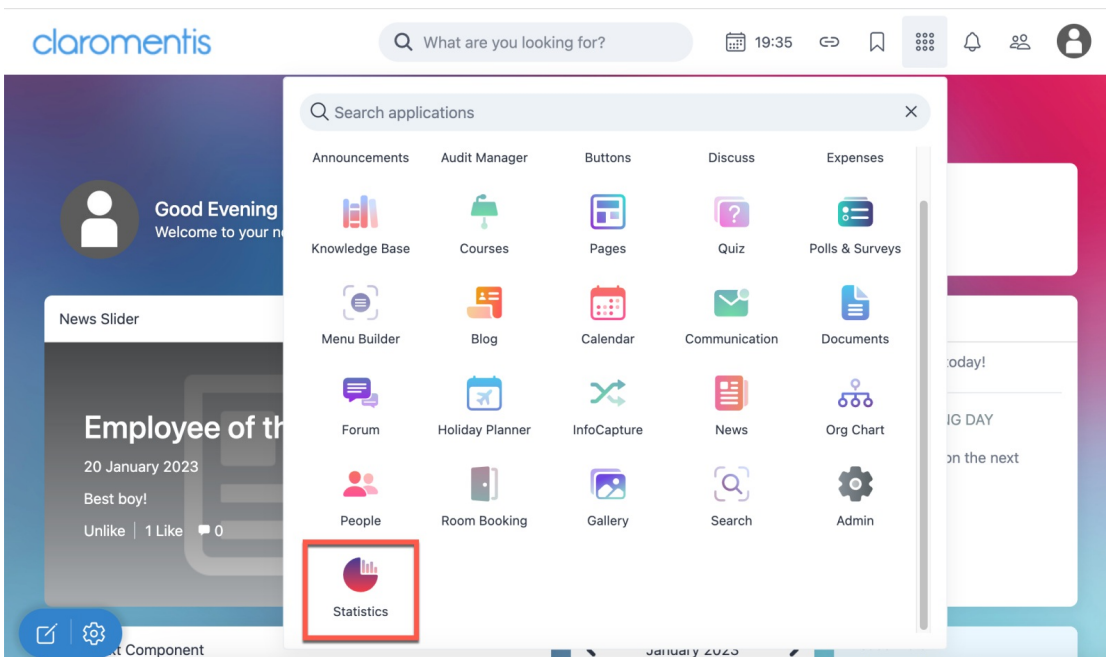 claromentis
What are you looking for?
19:35
Search applications
Announcements
Audit Manager
Buttons
Discuss
Expenses
Good Evening
Welcome to your
Knowledge Base
Courses
Pages
Quiz
Polls & Surveys
News Slider
Menu Builder
Blog
Calendar
Communication
Documents
today!
Employee of
Forum
Holiday Planner
InfoCapture
News
Org Chart
DAY
20 January 2023
on the next
Best boy!
Unlike
1 Like
0
People
Room Booking
Gallery
Search
Admin
Statistics
Component
January 2023